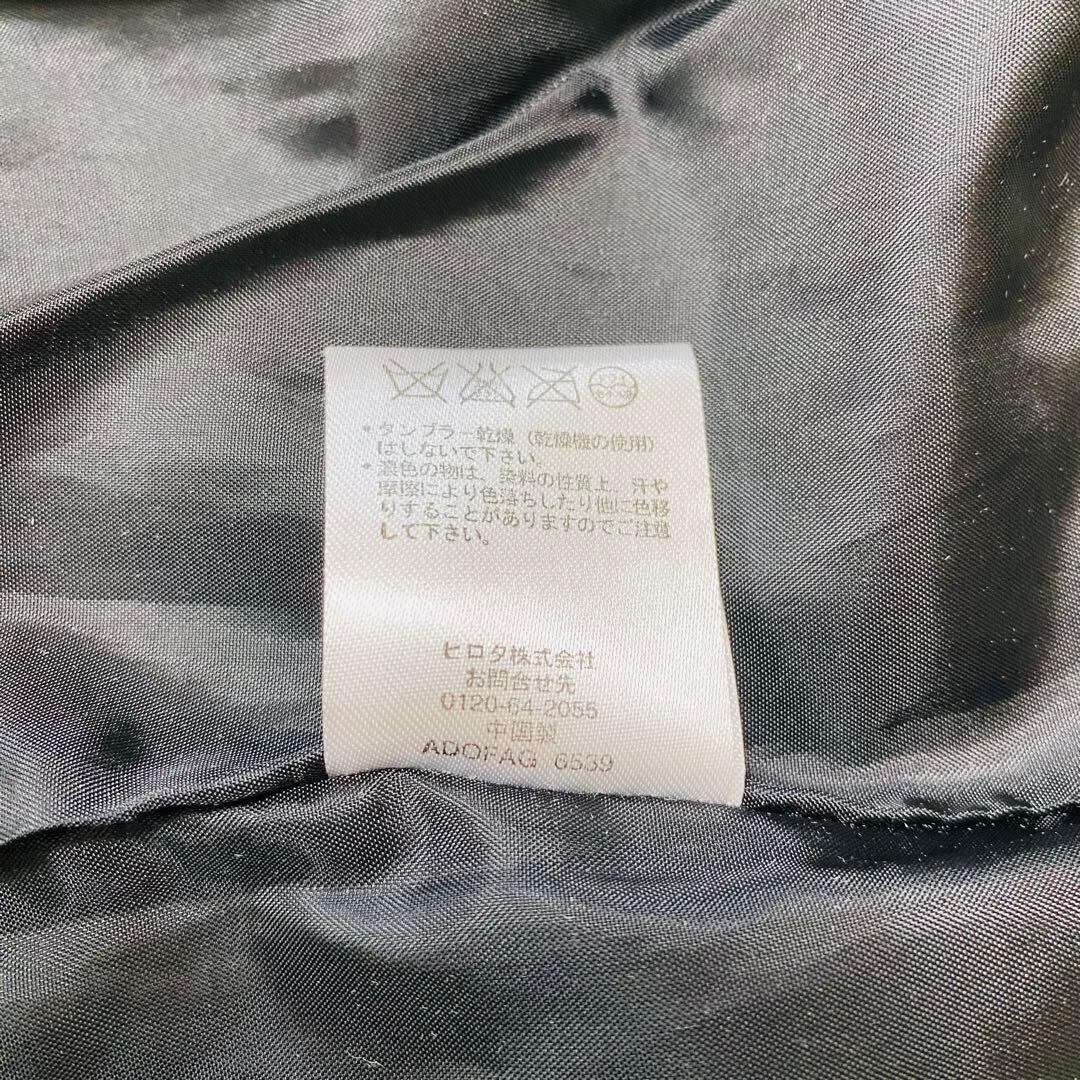 *タンブラー乾燥（乾燥機の使用）
はしないで下さい。
*濃色の物は、染料の性質上、汗や
摩擦により色落ちしたり他に色移
りすることがありますのでご注意
して下さい。
ヒロタ株式会社
お問合せ先
0120-64-2055
中国製
ADOFAG 6539